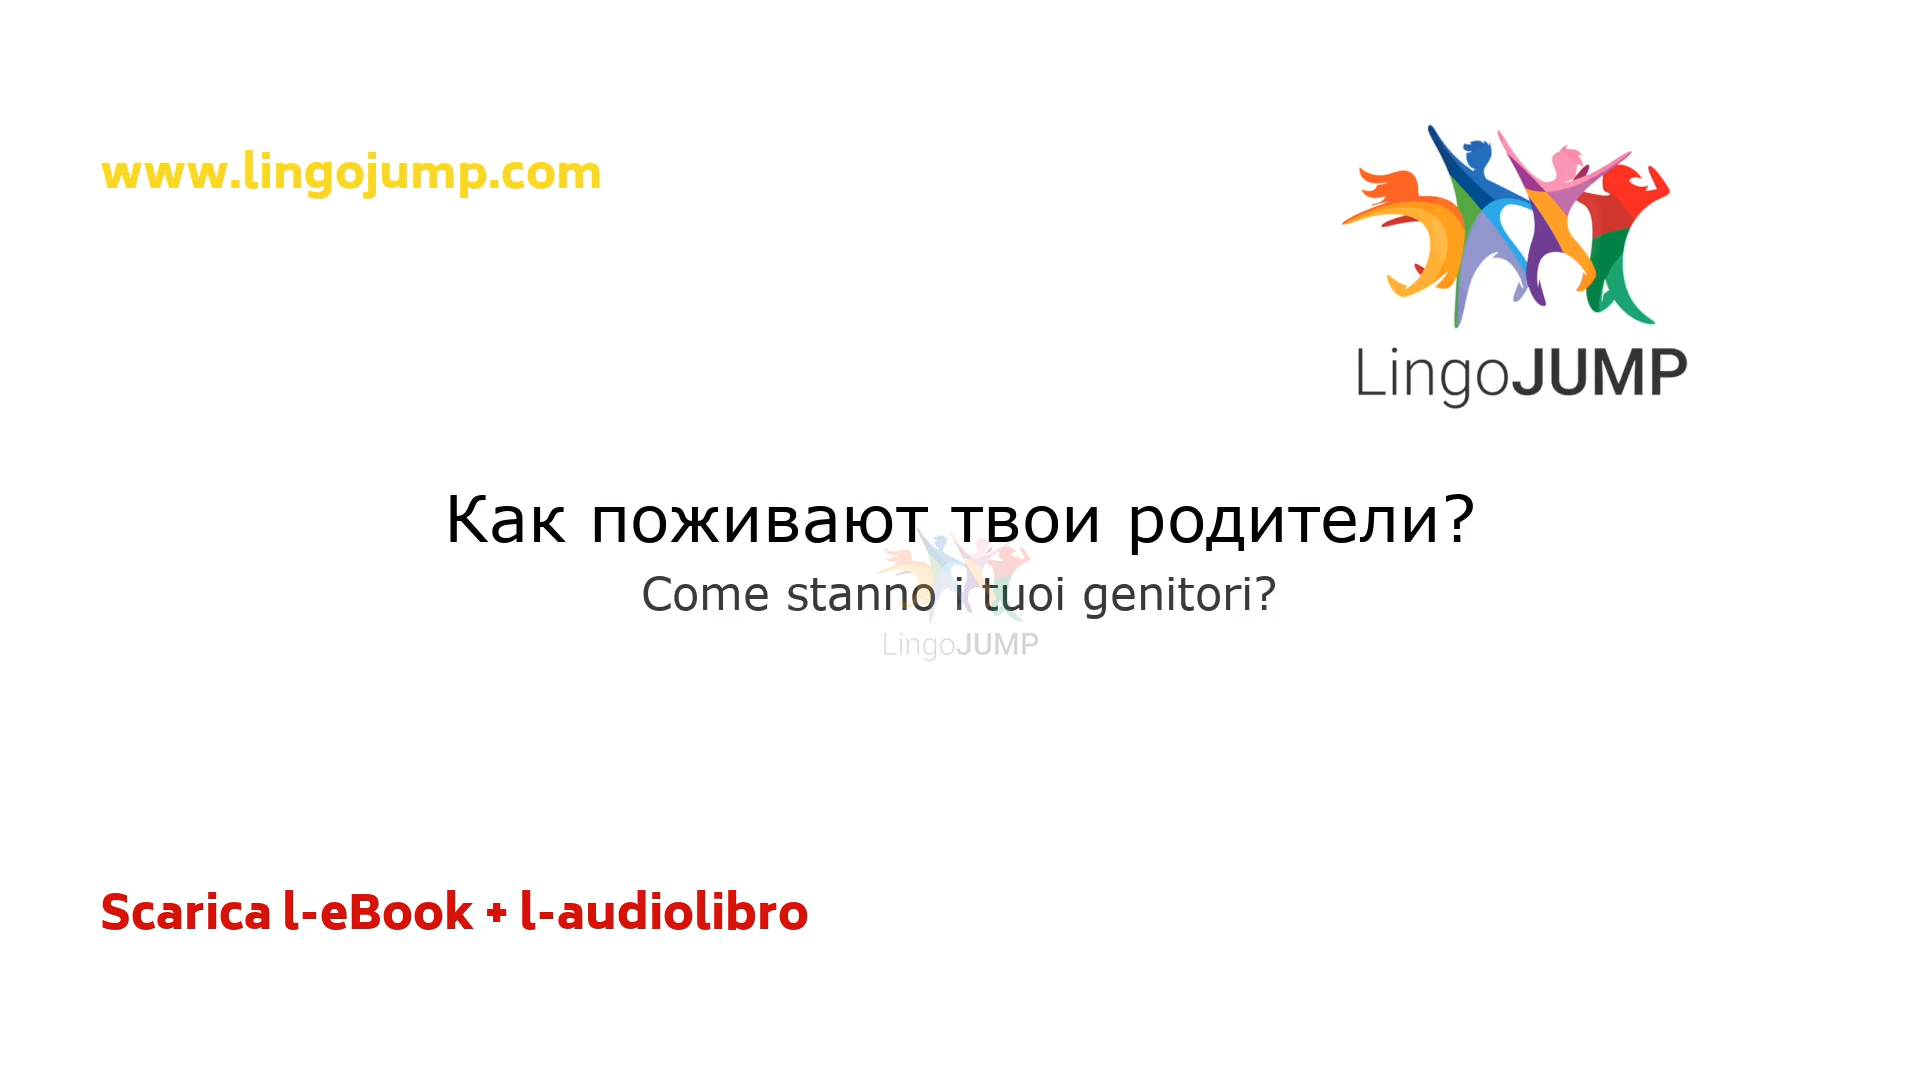 www.lingojump.com
LingoJUMP
Как поживают твои родители?
Come stanno i tuoi genitori?
LingoJUMP
Scarica l-eBook + l-audiolibro